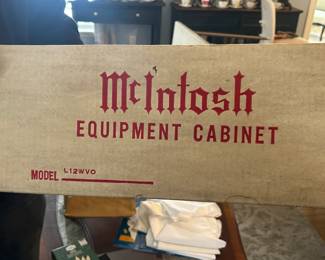 McIntosh
EQUIPMENT CABINET
MODEL L12WVO